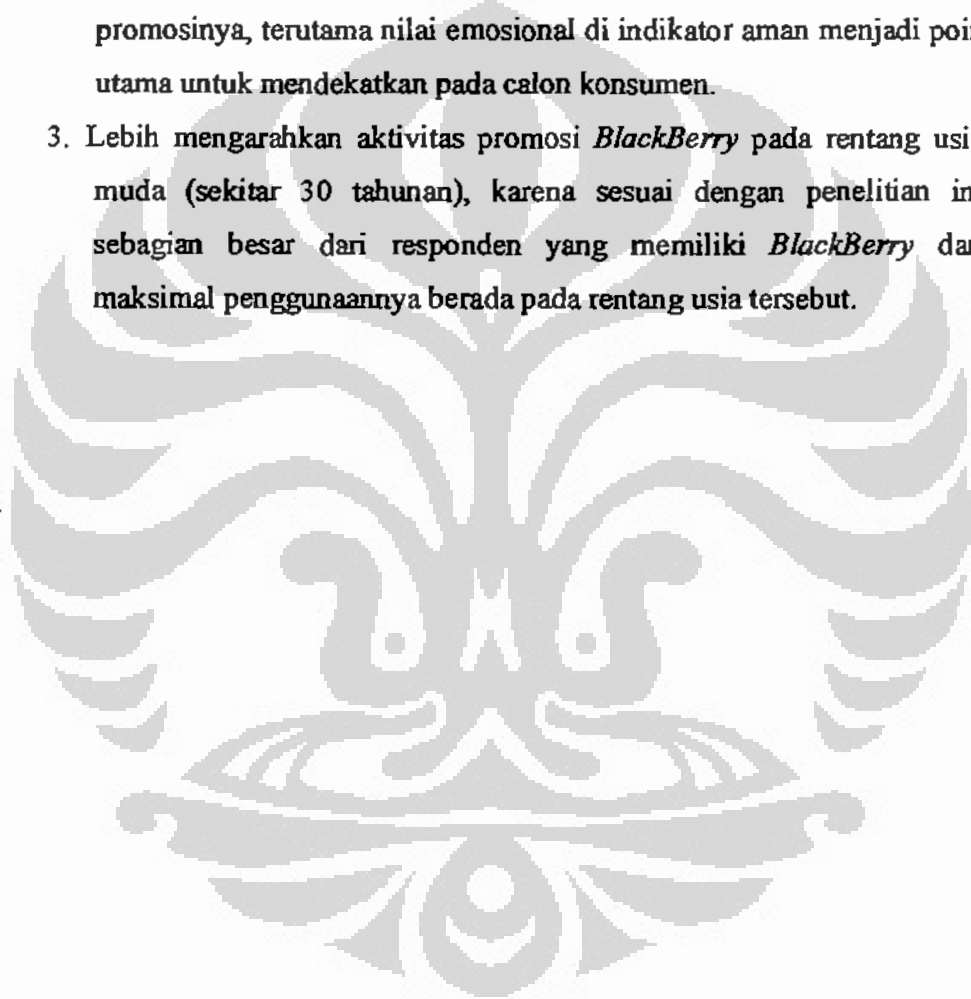 promosinya, terutama nilai emosional di indikator aman menjadi poi
utama untuk mendekatkan pada calon konsumen.
3. Lebih mengarahkan aktivitas promosi BlackBerry pada rentang usi
muda (sekitar 30 tahunan), karena sesuai dengan penelitian in
sebagian besar dari responden yang memiliki BlackBerry da
maksimal penggunaannya berada pada rentang usia tersebut.